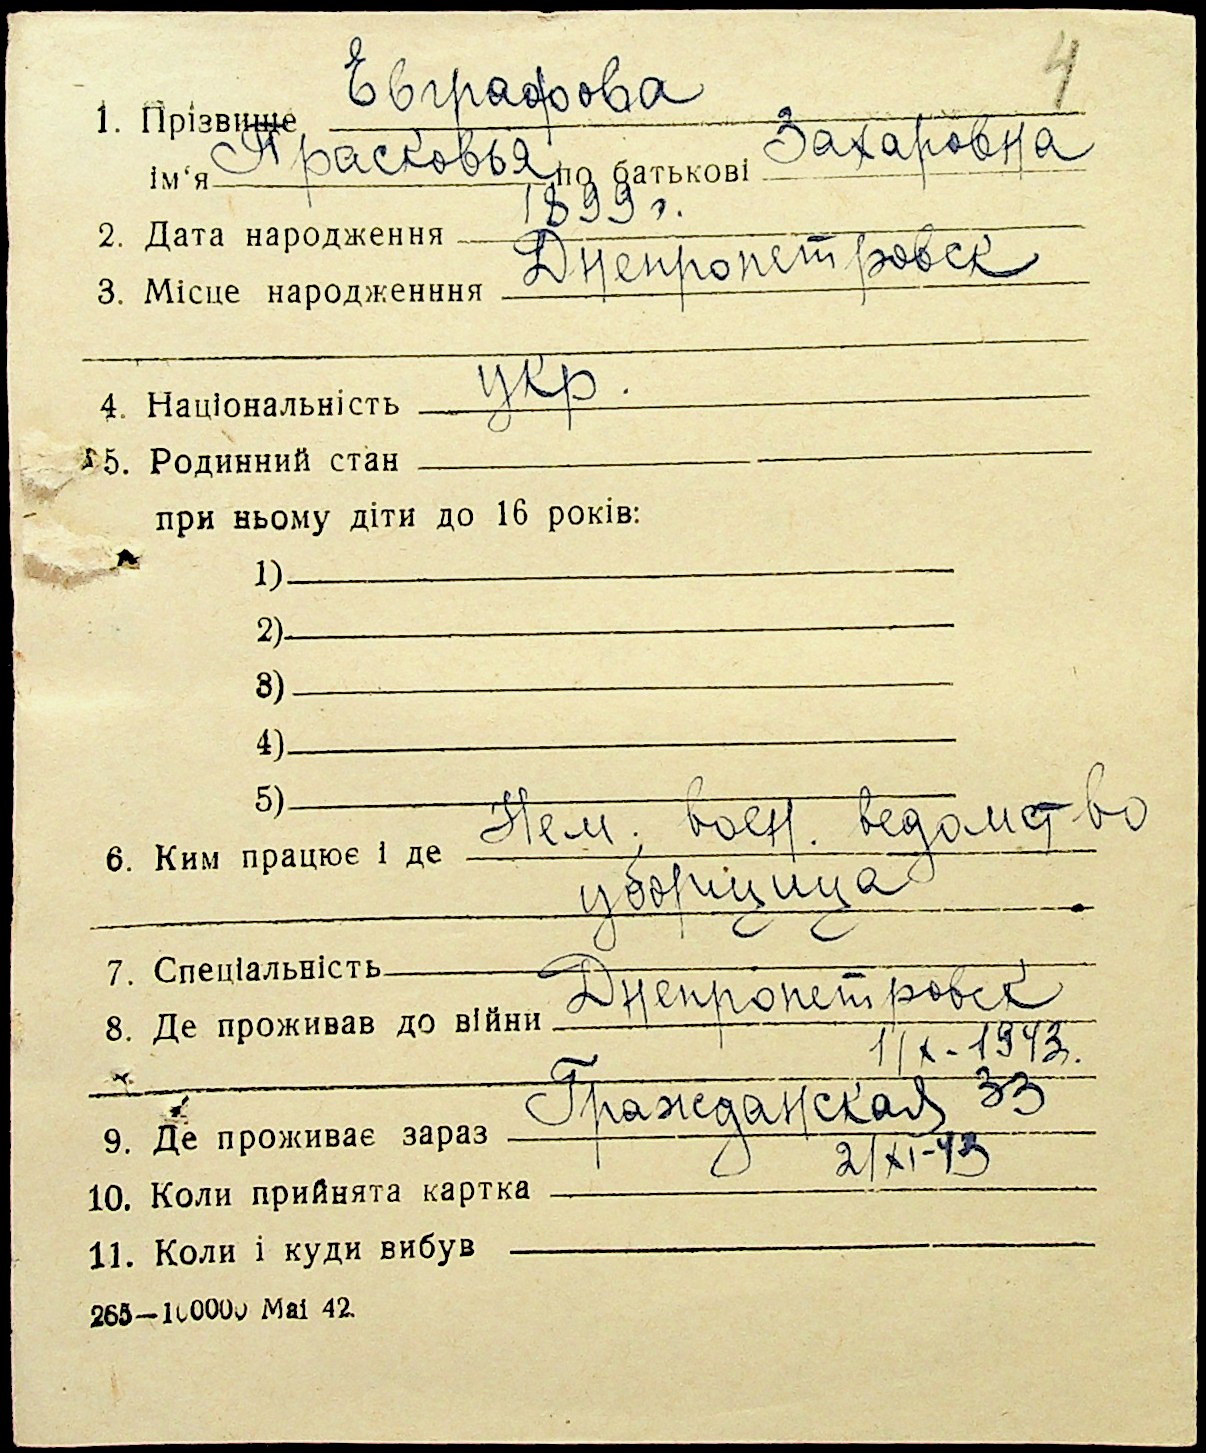 4
Евграфова
1. Прізвище
Прасковья Захаровна
ім‘я по батькові
1899 г.
2. Дата народження
Днепропетровск
3. Місце народженння
укр.
4. Національність
5. Родинний стан
при ньому діти до 16 років:
1)
2)
3)
4)
5)
Нем. воен. ведомство
6. Ким працює і де
уборщица
7. Спеціальність
Днепропетровск
8. Де проживав до війни
1/X-1943.
Гражданская 33
9. Де проживає зараз
2/XI-43
10. Коли прийнята картка
11. Коли і куди вибув
265—100000 Маі 42.